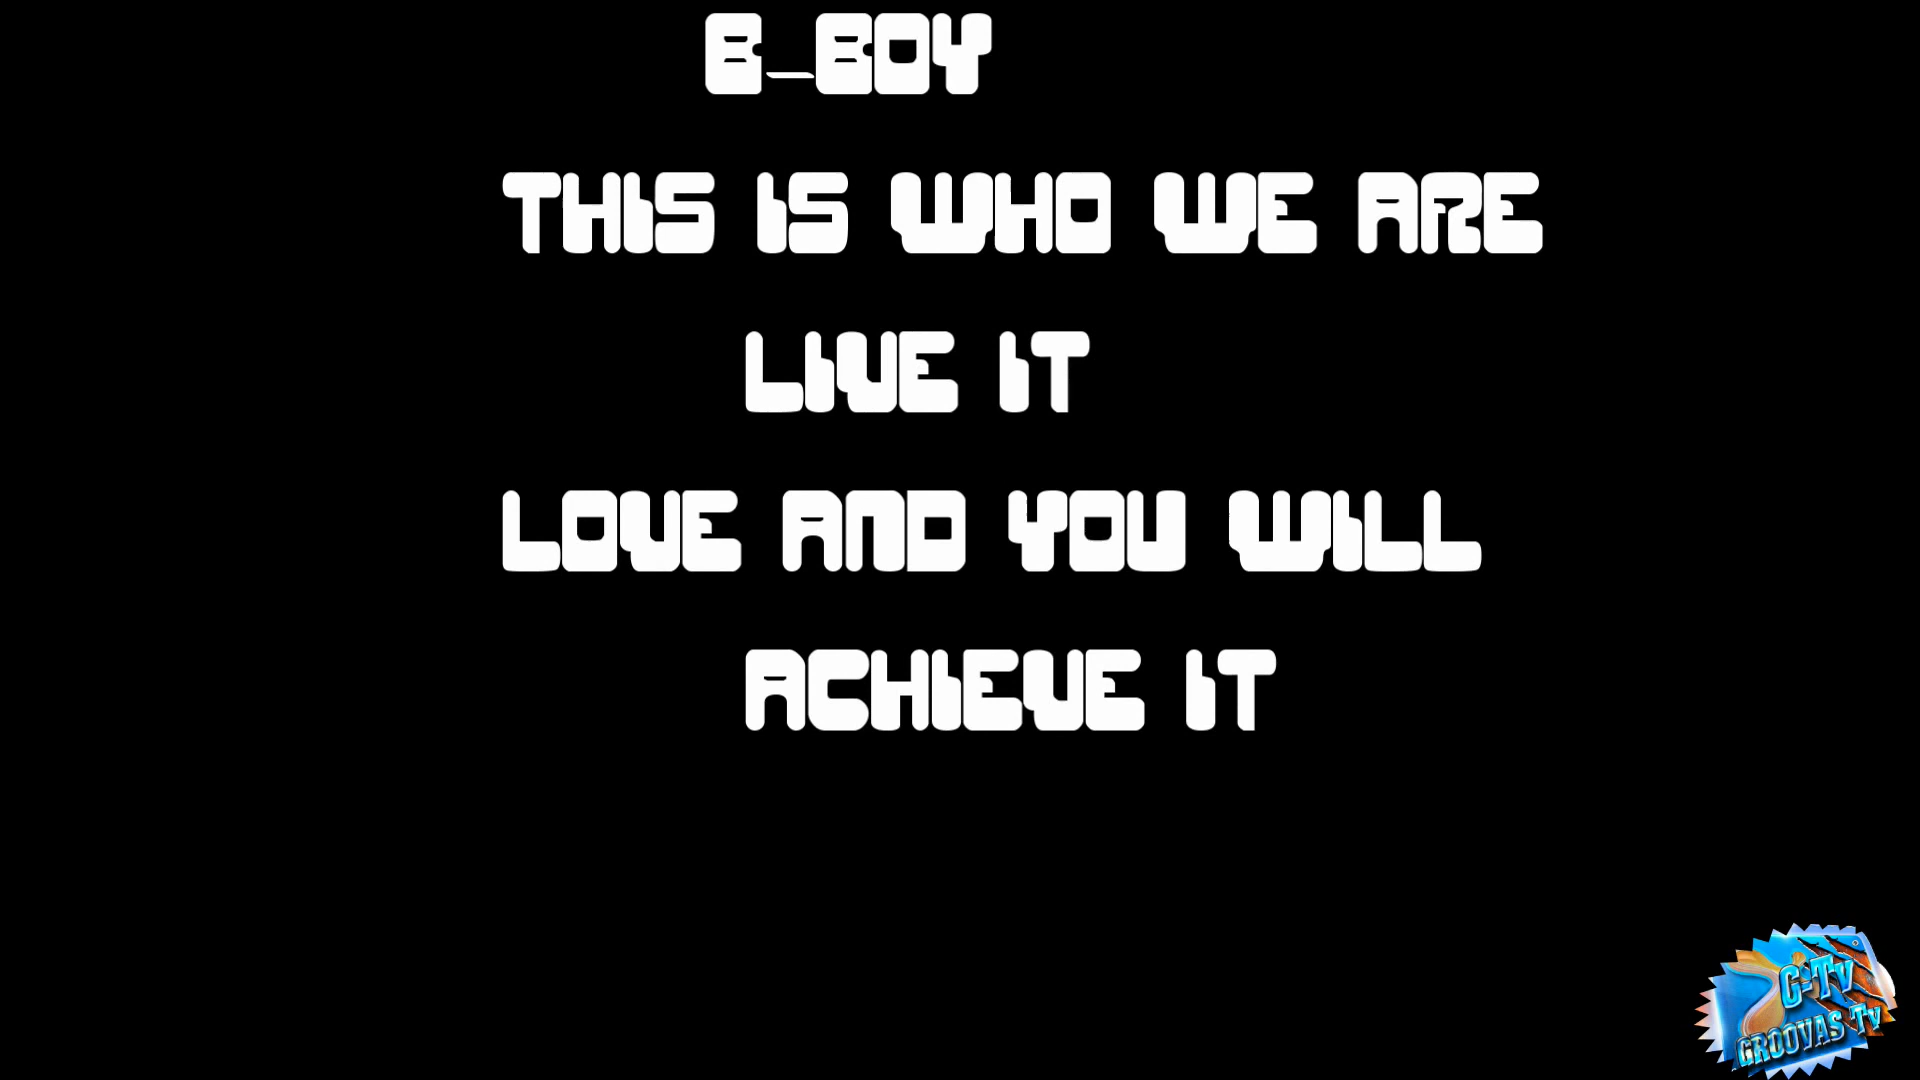 B_BOY
THIS IS WHO WE ARE
LIVE IT
LOVE AND YOU WILL
ACHIEVE IT
G-Tv
GROOVAS Tv